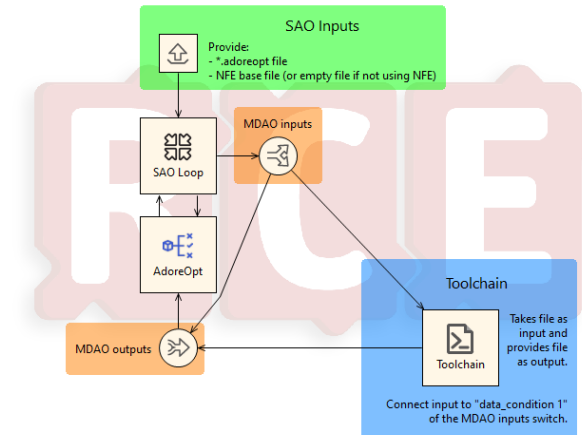 SAO Inputs
Provide:
- *.adoreopt file
- NFE base file (or empty file if not using NFE)
MDAO inputs
SAO Loop
AdoreOpt
MDAO outputs
Toolchain
Takes file as
input and
provides file
as output.
Toolchain
Connect input to "data_condition 1"
of the MDAO inputs switch.
RCE